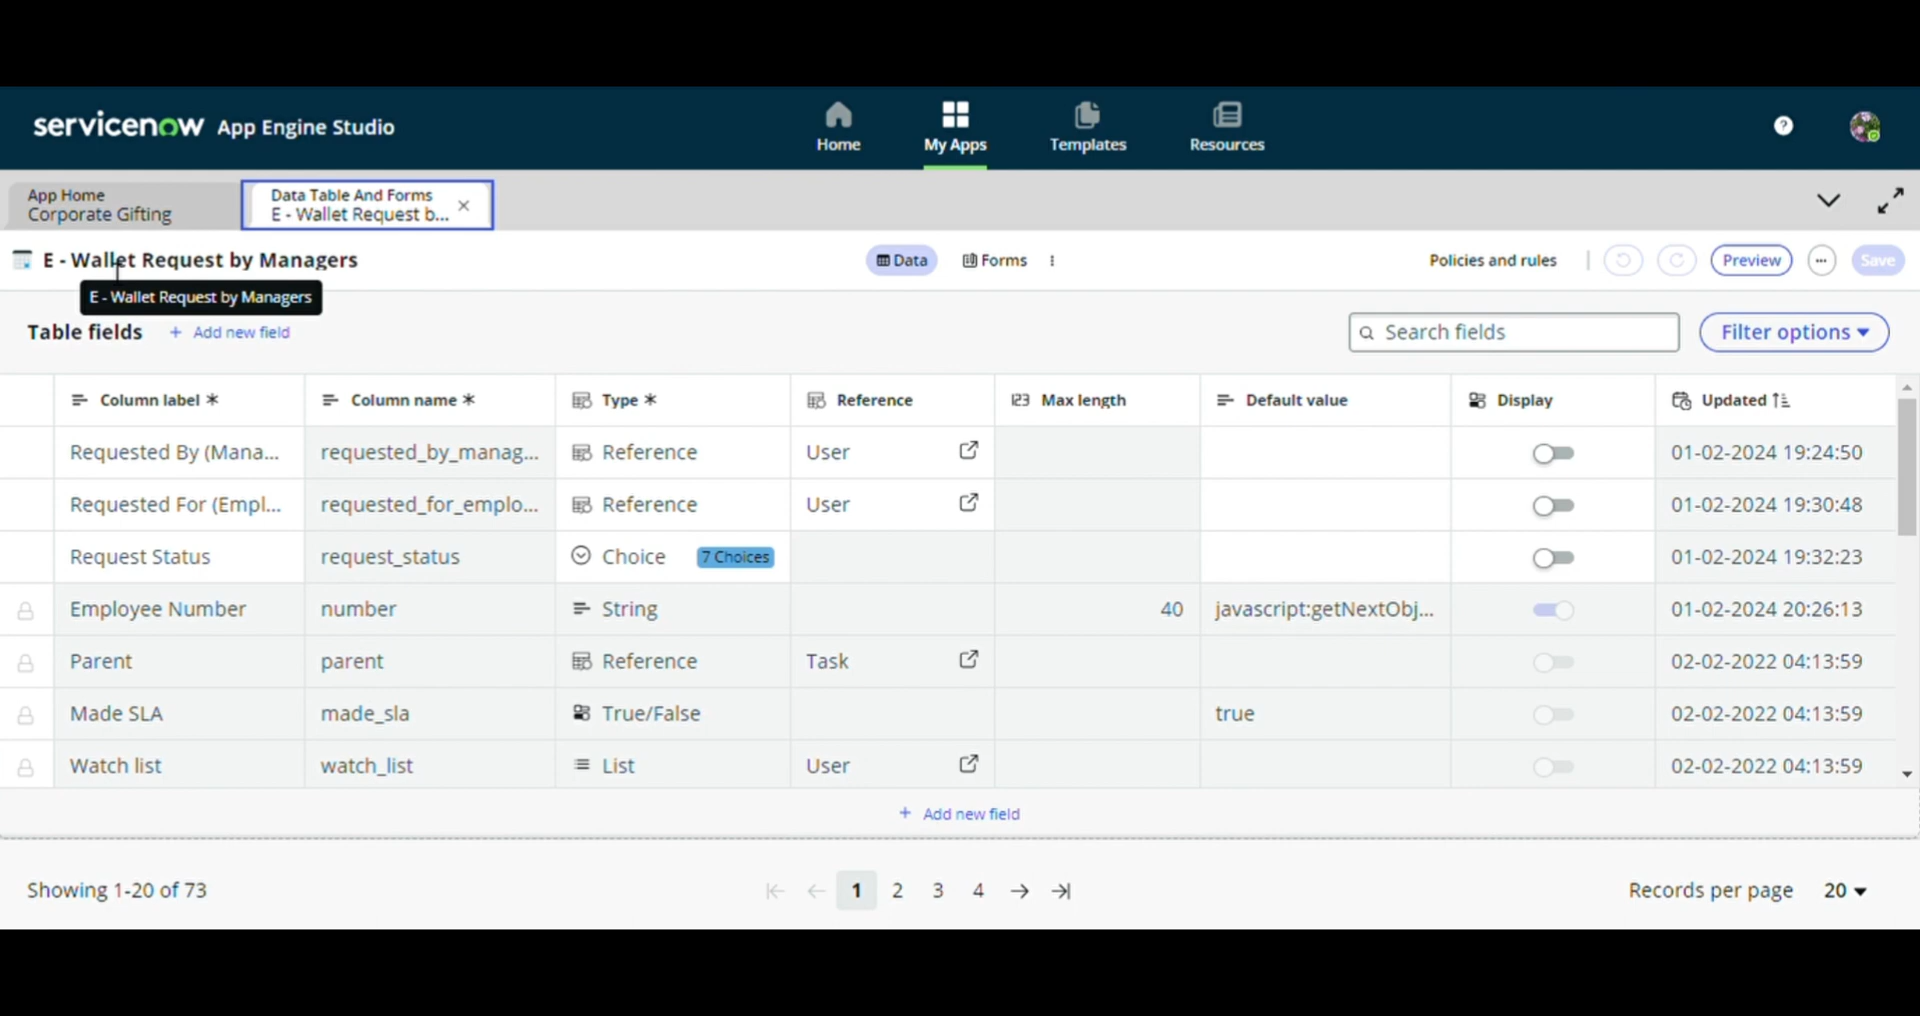 servicenow App Engine Studio
Home
My Apps
Templates
Resources
?
App Home
Corporate Gifting
Data Table And Forms
E - Wallet Request b...
E - Wallet Request by Managers
Data
Forms
Policies and rules
Preview
Save
E - Wallet Request by Managers
Table fields
+ Add new field
Search fields
Filter options
Column label *
Column name *
Type *
Reference
123 Max length
Default value
Display
Updated
Requested By (Mana... requested_by_manag... Reference User 01-02-2024 19:24:50
Requested For (Empl... requested_for_emplo... Reference User 01-02-2024 19:30:48
Request Status request_status Choice 7 Choices 01-02-2024 19:32:23
Employee Number number String 40 javascript:getNextObj... 01-02-2024 20:26:13
Parent parent Reference Task 02-02-2022 04:13:59
Made SLA made_sla True/False true 02-02-2022 04:13:59
Watch list watch_list List User 02-02-2022 04:13:59
+ Add new field
Showing 1-20 of 73
1 2 3 4
Records per page 20